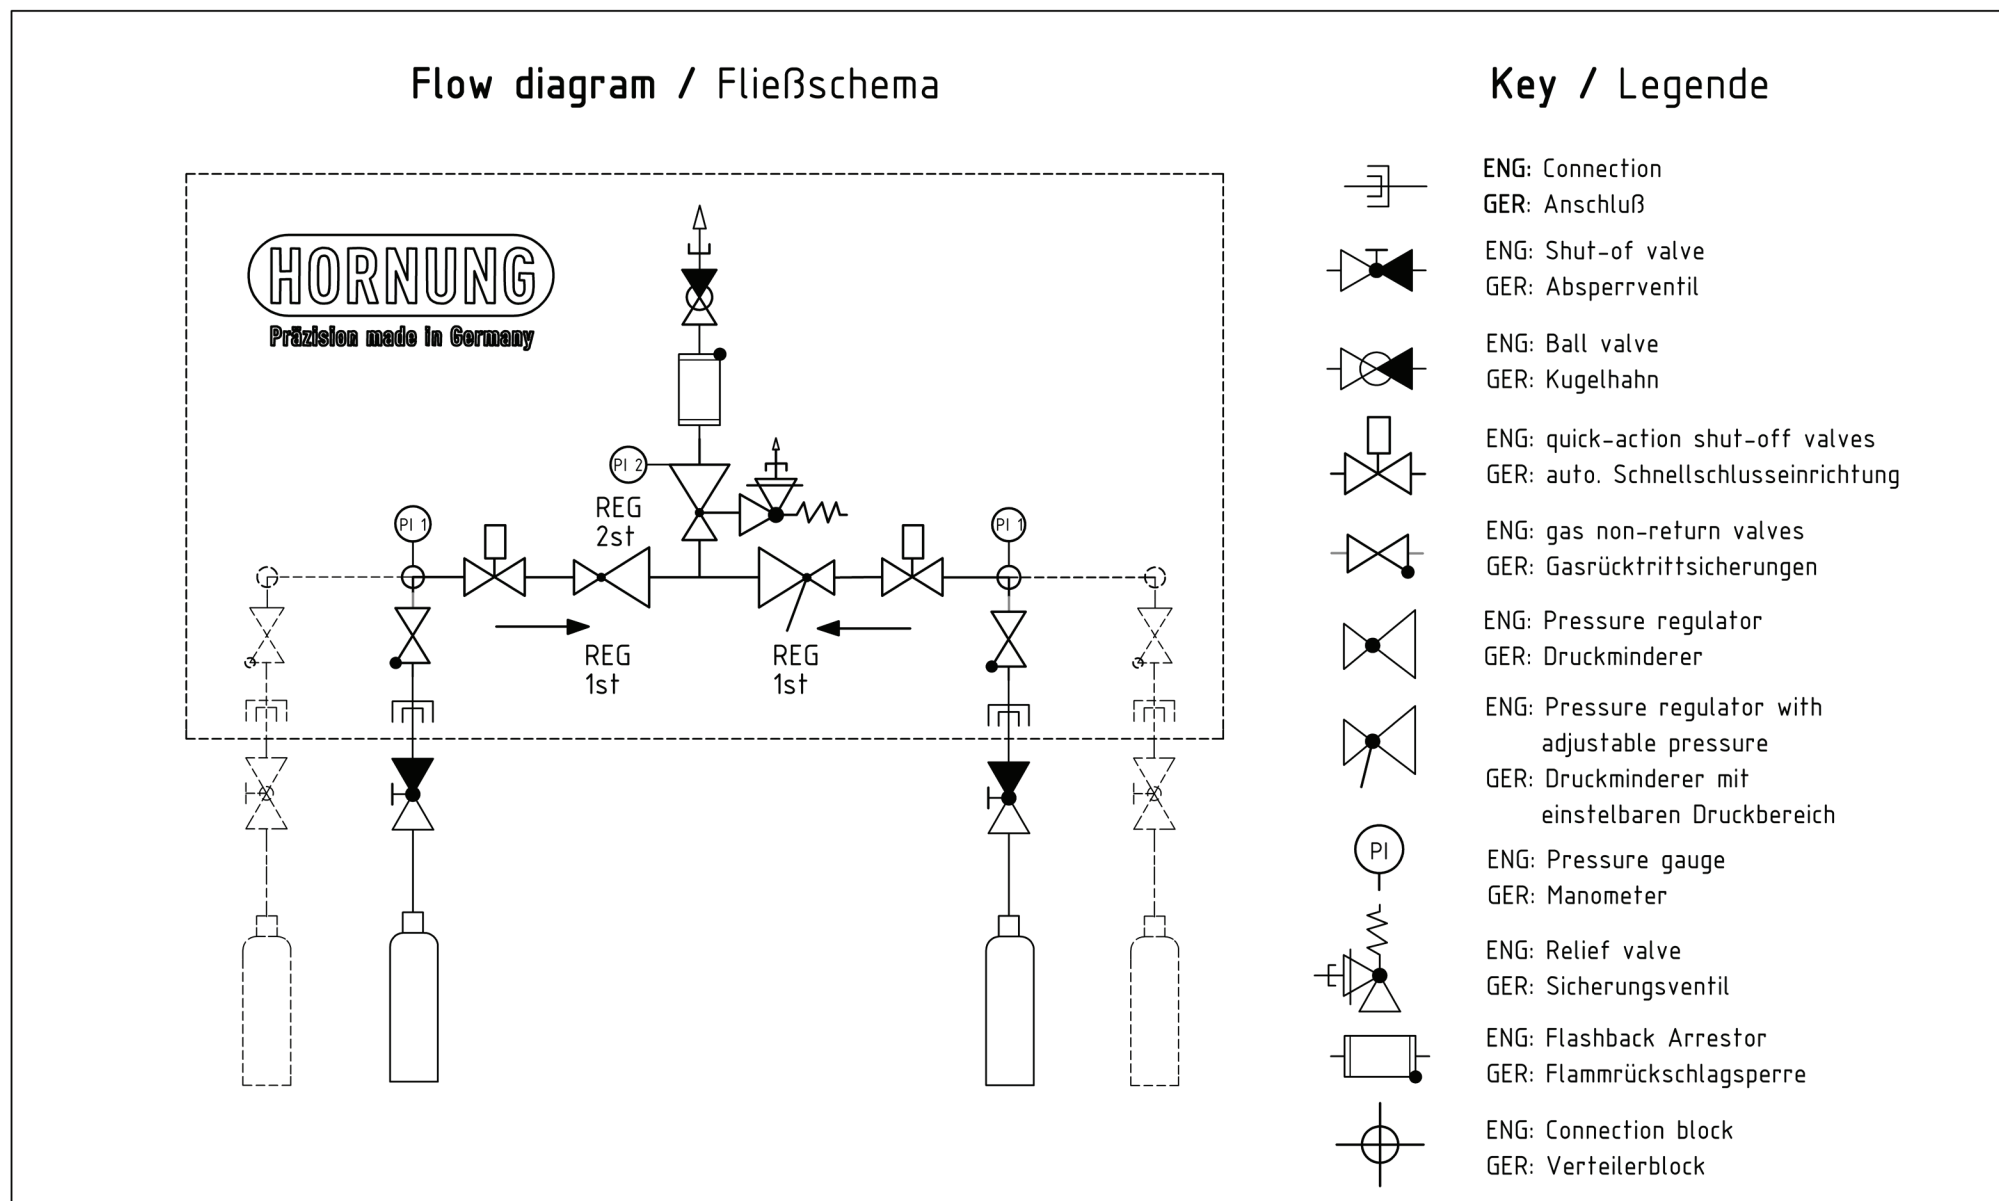 Flow diagram / Fließschema
HORNUNG
Präzision made in Germany
PI 2
REG
2st
PI 1
PI 1
REG
1st
REG
1st
Key / Legende
ENG: Connection
GER: Anschluß
ENG: Shut-of valve
GER: Absperrventil
ENG: Ball valve
GER: Kugelhahn
ENG: quick-action shut-off valves
GER: auto. Schnellschlusseinrichtung
ENG: gas non-return valves
GER: Gasrücktrittsicherungen
ENG: Pressure regulator
GER: Druckminderer
ENG: Pressure regulator with
adjustable pressure
GER: Druckminderer mit
einstelbaren Druckbereich
PI
ENG: Pressure gauge
GER: Manometer
ENG: Relief valve
GER: Sicherungsventil
ENG: Flashback Arrestor
GER: Flammrückschlagsperre
ENG: Connection block
GER: Verteilerblock